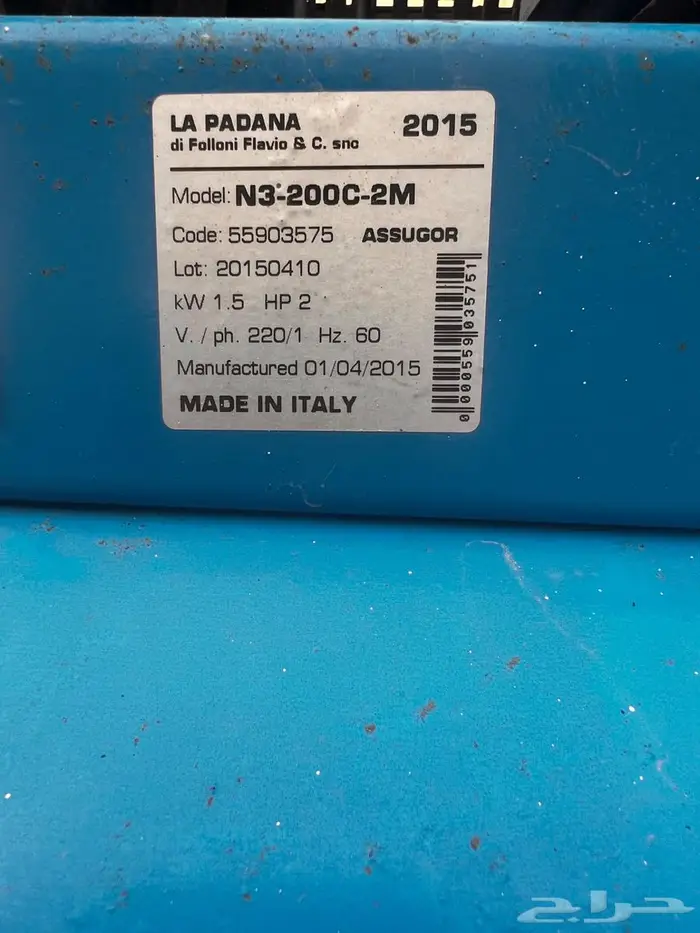 LA PADANA 2015
di Folloni Flavio & C. snc
Model: N3-200C-2M
Code: 55903575 ASSUGOR
Lot: 20150410
kW 1.5 HP 2
V. / ph. 220/1 Hz. 60
Manufactured 01/04/2015
MADE IN ITALY
0000559035751
حراج